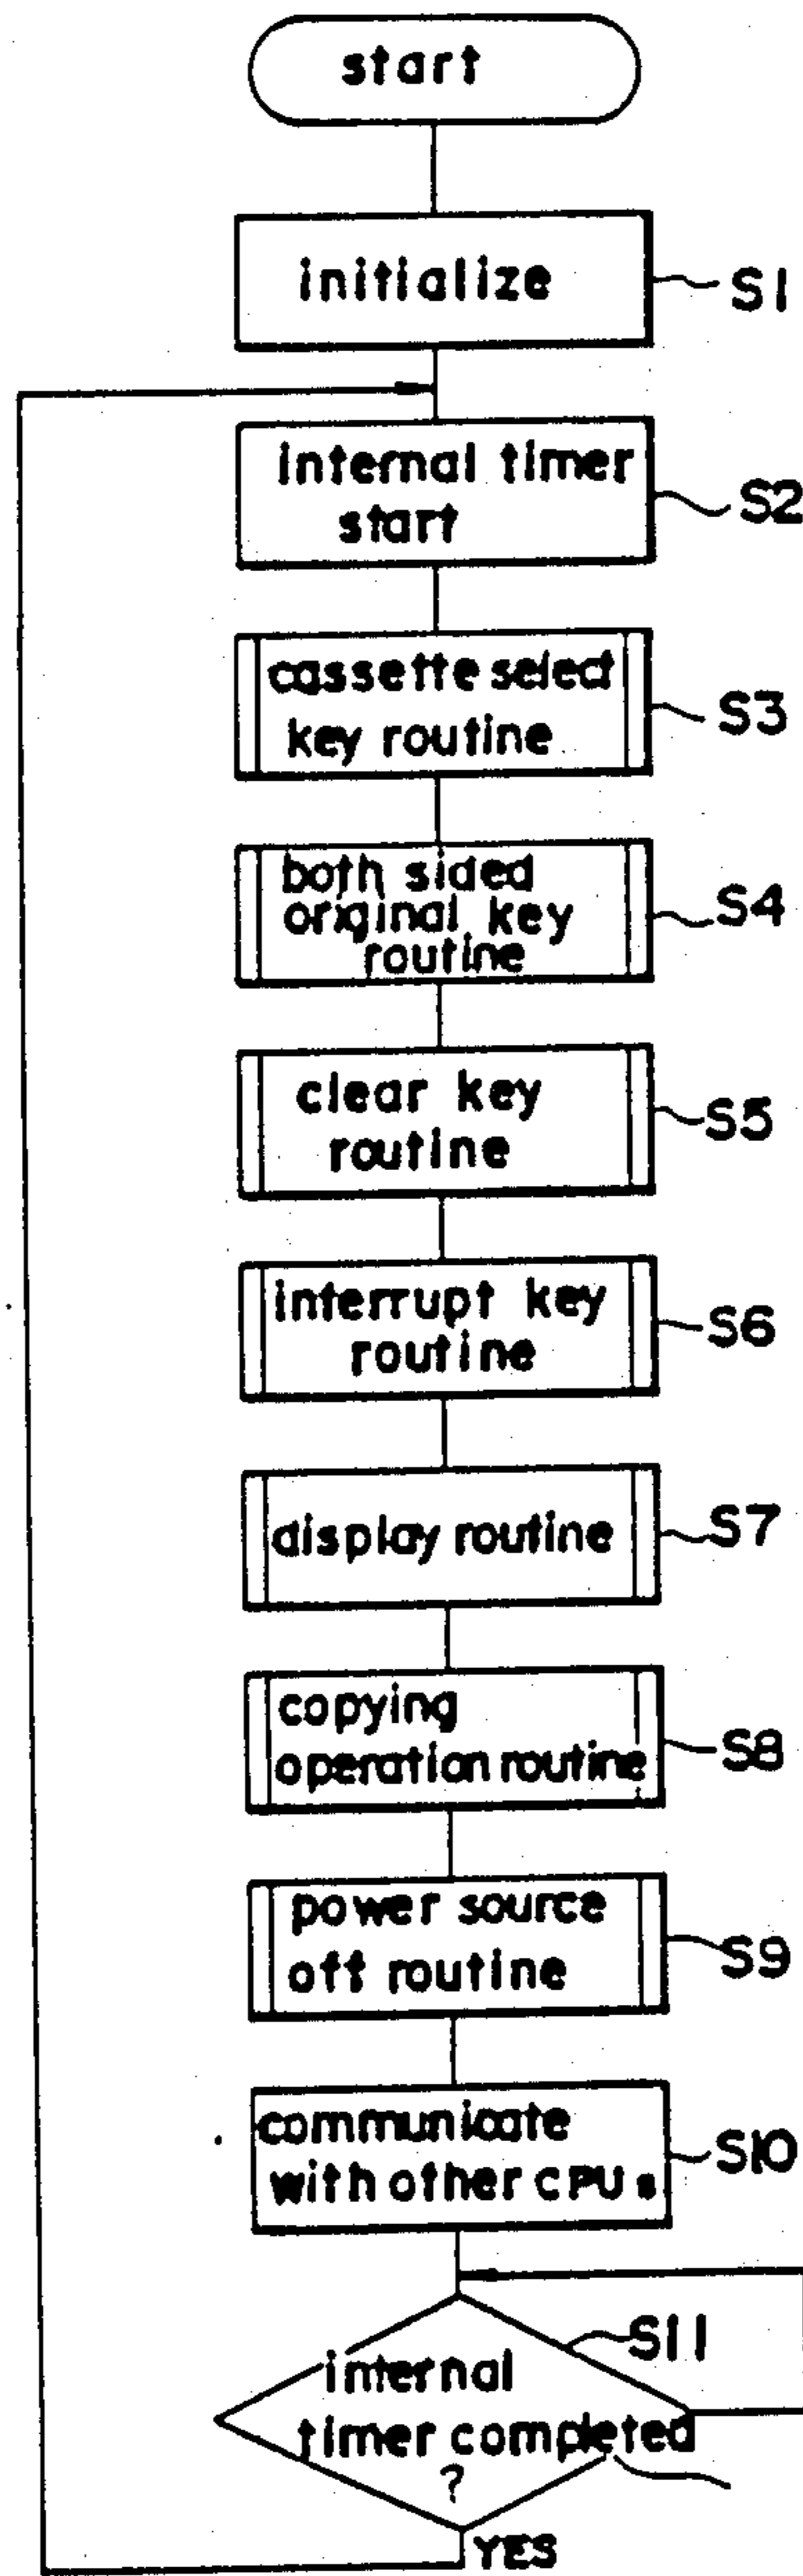 start
initialize
S1
internal timer
start
S2
cassette select
key routine
S3
both sided
original key
routine
S4
clear key
routine
S5
interrupt key
routine
S6
display routine
S7
copying
operation routine
S8
power source
off routine
S9
communicate
with other CPUs
S10
S11
internal
timer completed
?
YES